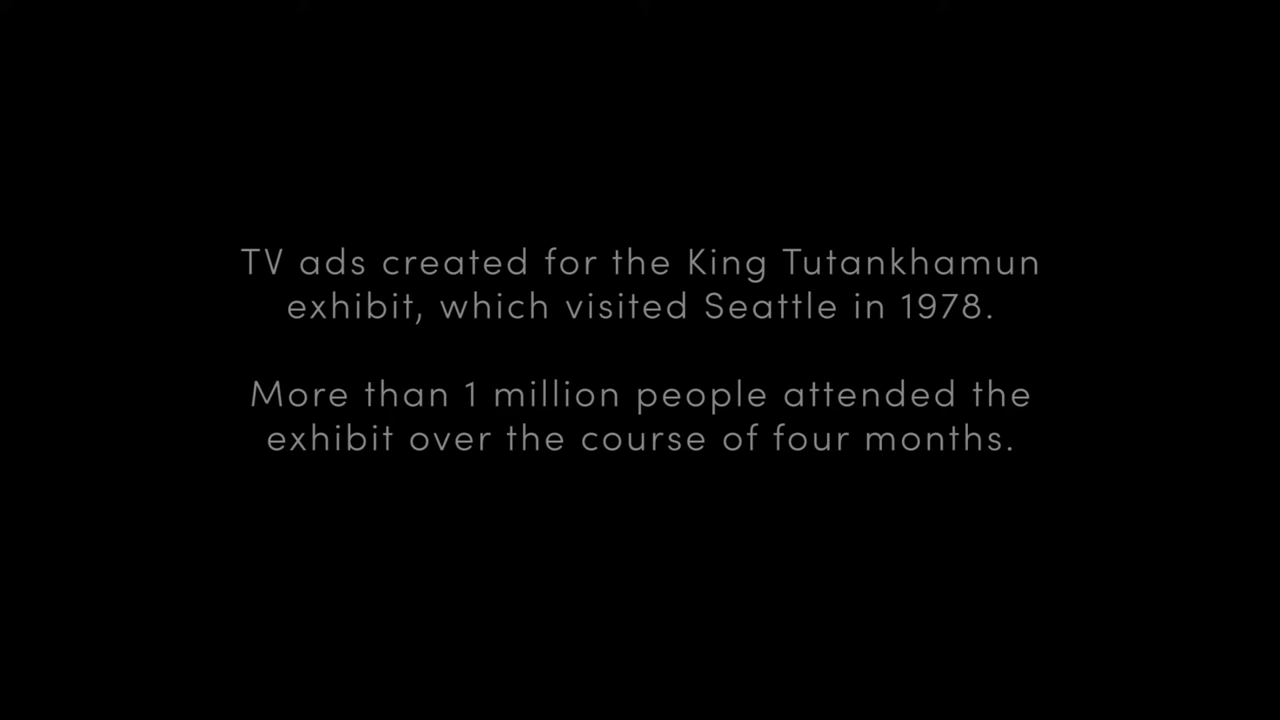 TV ads created for the King Tutankhamun
exhibit, which visited Seattle in 1978.
More than 1 million people attended the
exhibit over the course of four months.